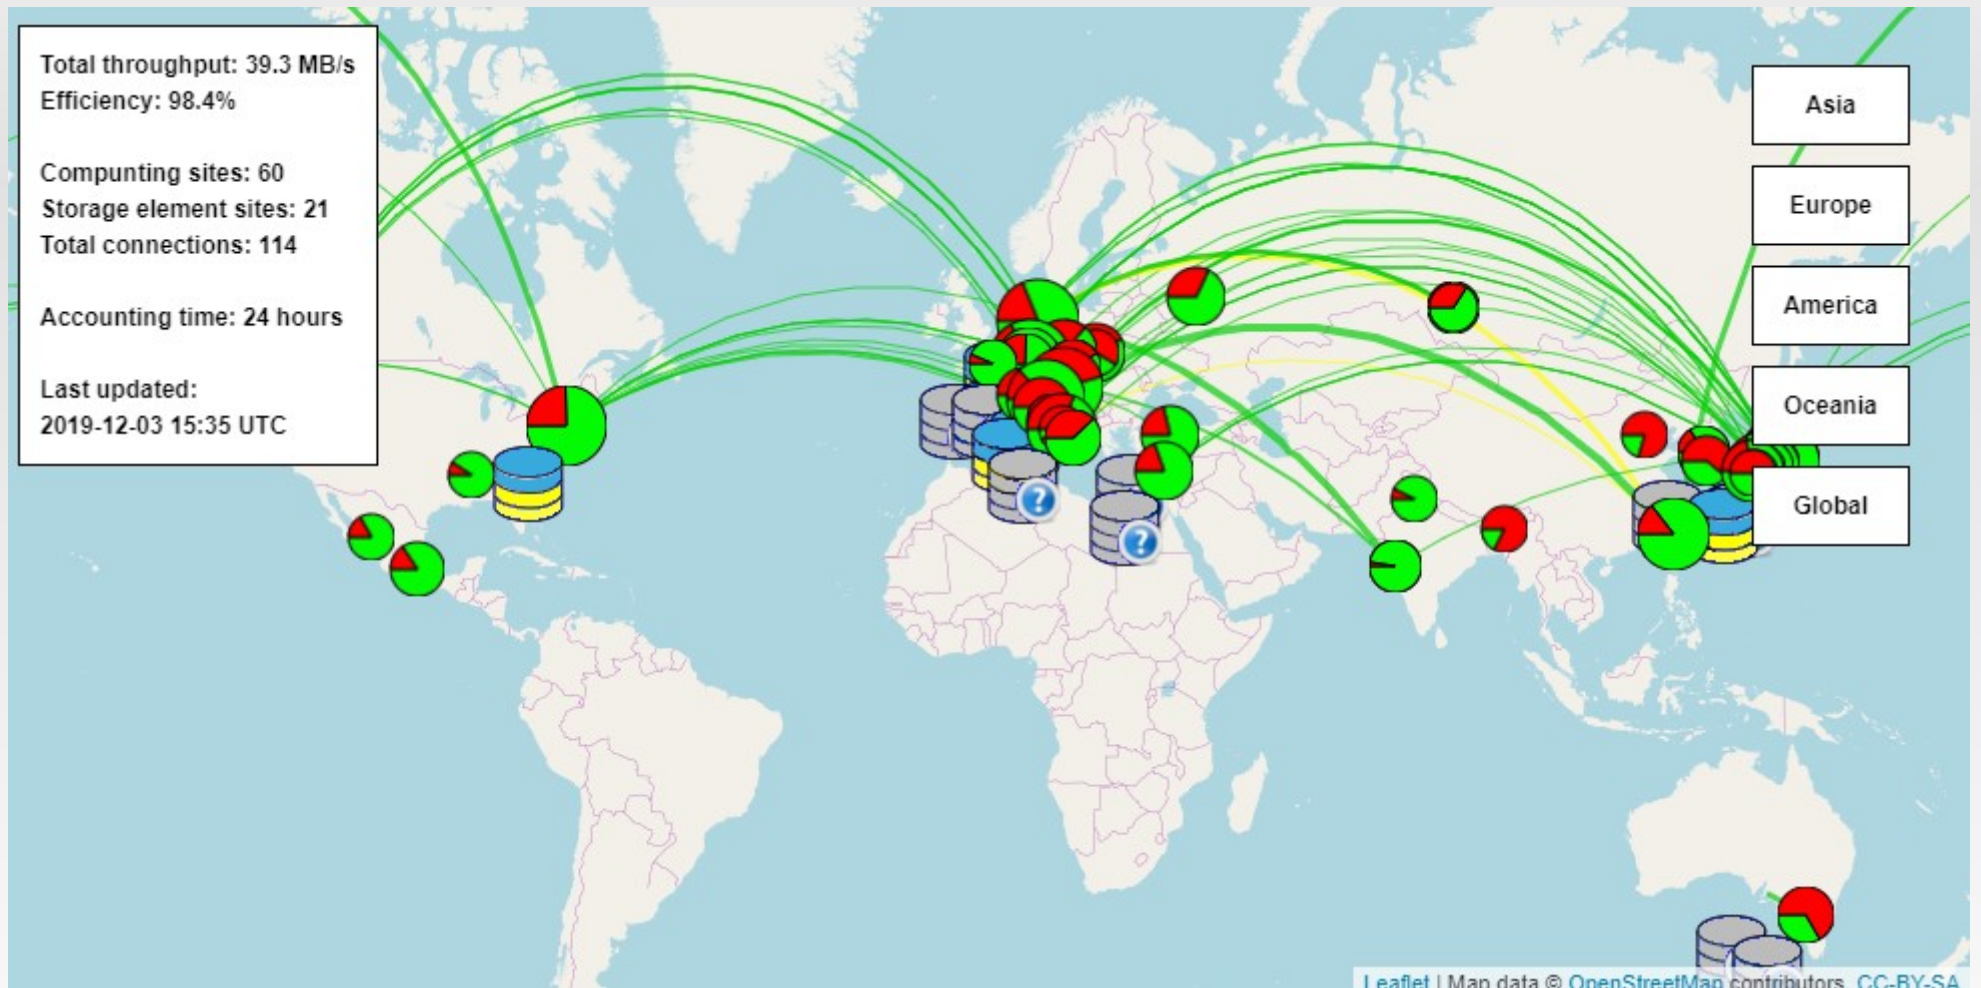 Total throughput: 39.3 MB/s
Efficiency: 98.4%
Compunting sites: 60
Storage element sites: 21
Total connections: 114
Accounting time: 24 hours
Last updated:
2019-12-03 15:35 UTC
Asia
Europe
America
Oceania
Global
?
?
Leaflet | Map data © OpenStreetMap contributors, CC-BY-SA